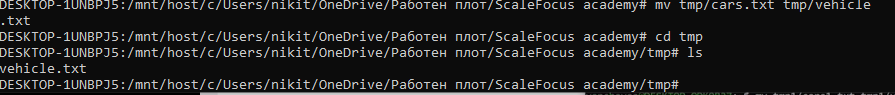 DESKTOP-1UNBPJ5:/mnt/host/c/Users/nikit/OneDrive/Работен плот/ScaleFocus academy# mv tmp/cars.txt tmp/vehicle
.txt
DESKTOP-1UNBPJ5:/mnt/host/c/Users/nikit/OneDrive/Работен плот/ScaleFocus academy# cd tmp
DESKTOP-1UNBPJ5:/mnt/host/c/Users/nikit/OneDrive/Работен плот/ScaleFocus academy/tmp# ls
vehicle.txt
DESKTOP-1UNBPJ5:/mnt/host/c/Users/nikit/OneDrive/Работен плот/ScaleFocus academy/tmp#